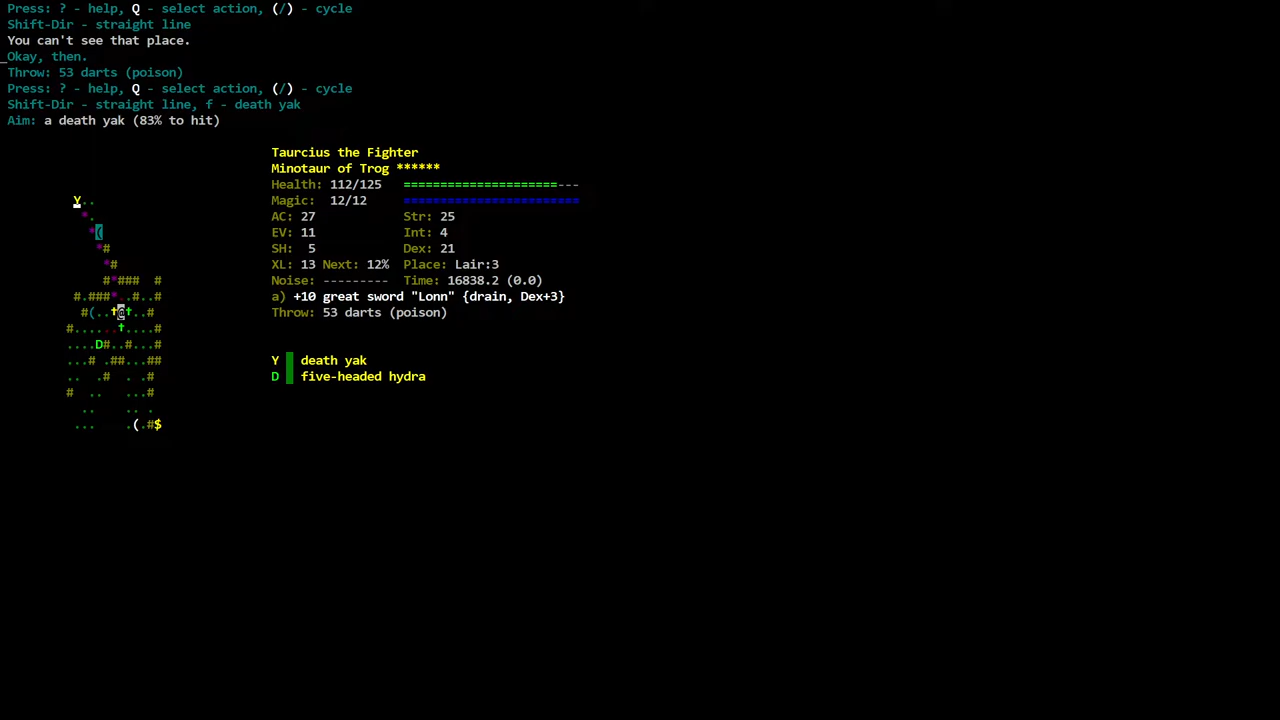 Press: ? - help, Q - select action, (/) - cycle
Shift-Dir - straight line
You can't see that place.
_Okay, then.
Throw: 53 darts (poison)
Press: ? - help, Q - select action, (/) - cycle
Shift-Dir - straight line, f - death yak
Aim: a death yak (83% to hit)
Taurcius the Fighter
Minotaur of Trog ******
Health: 112/125 =====================---
Magic: 12/12 ========================
AC: 27 Str: 25
EV: 11 Int: 4
SH: 5 Dex: 21
XL: 13 Next: 12% Place: Lair:3
Noise: --------- Time: 16838.2 (0.0)
a) +10 great sword "Lonn" {drain, Dex+3}
Throw: 53 darts (poison)
Y death yak
D five-headed hydra
Y..
*.
*(
*#
*#
#*### #
#.###*..#..#
#(..†@†..#
#.......†....#
....D#..#...#
...# .##...##
.. .# . .#
# .. ...#
.. .. .
... .(.#$